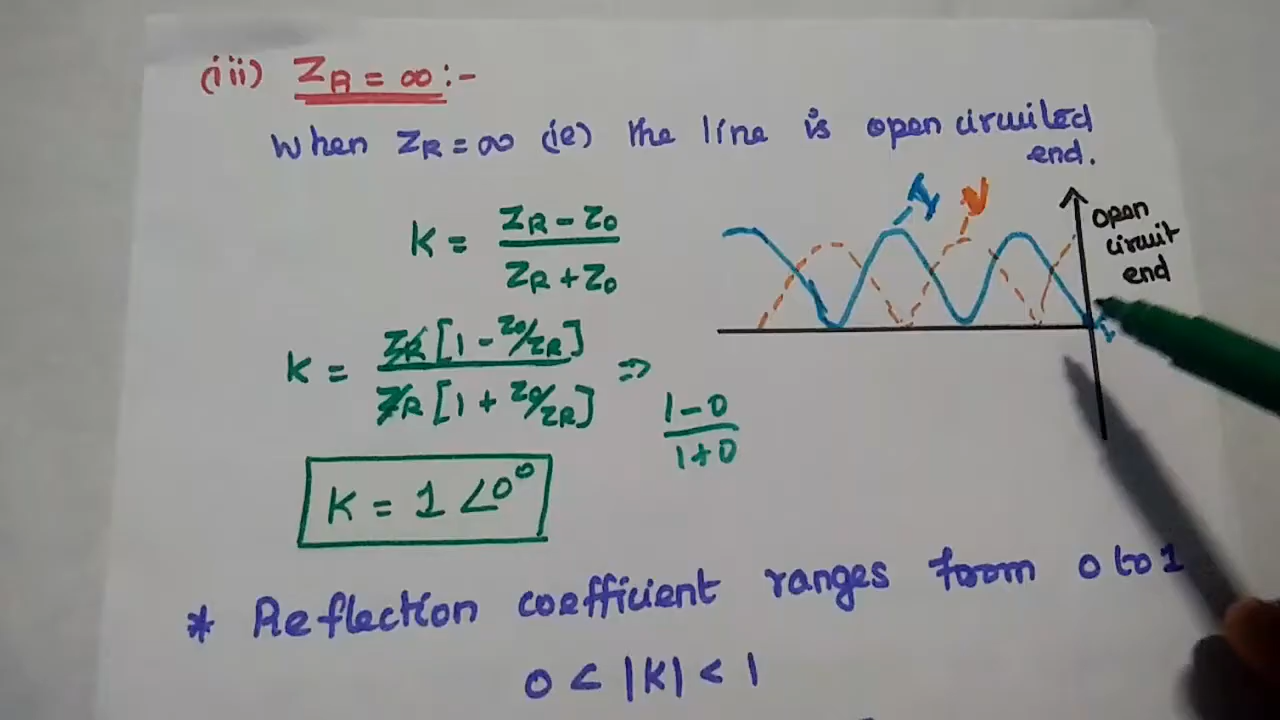 (iii) ZR = ∞ :-
When ZR = ∞ (ie) the line is open circuited
end.
I V
open
circuit
end
K = ZR - Z0 / ZR + Z0
K = ZR [1 - Z0/ZR] / ZR [1 + Z0/ZR] ⇒ 1-0 / 1+0
K = 1 ∠0°
* Reflection coefficient ranges from 0 to 1
0 < |K| < 1